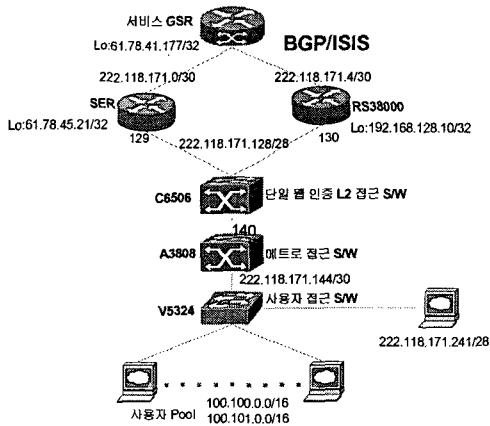 서비스 GSR
Lo:61.78.41.177/32
BGP/ISIS
222.118.171.0/30
222.118.171.4/30
SER
RS38000
Lo:61.78.45.21/32
129
222.118.171.128/28
130
Lo:192.168.128.10/32
C6506
단일 웹 인증 L2 접근 S/W
140
A3808
메트로 접근 S/W
222.118.171.144/30
V5324
사용자 접근 S/W
222.118.171.241/28
사용자 Pool
100.100.0.0/16
100.101.0.0/16